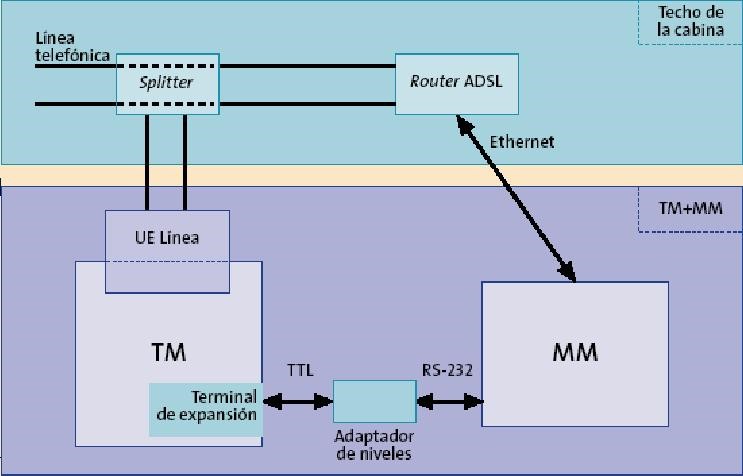 Techo de
la cabina
Línea
telefónica
Splitter
Router ADSL
Ethernet
TM+MM
UE Línea
TM
MM
TTL
RS-232
Terminal
de expansión
Adaptador
de niveles